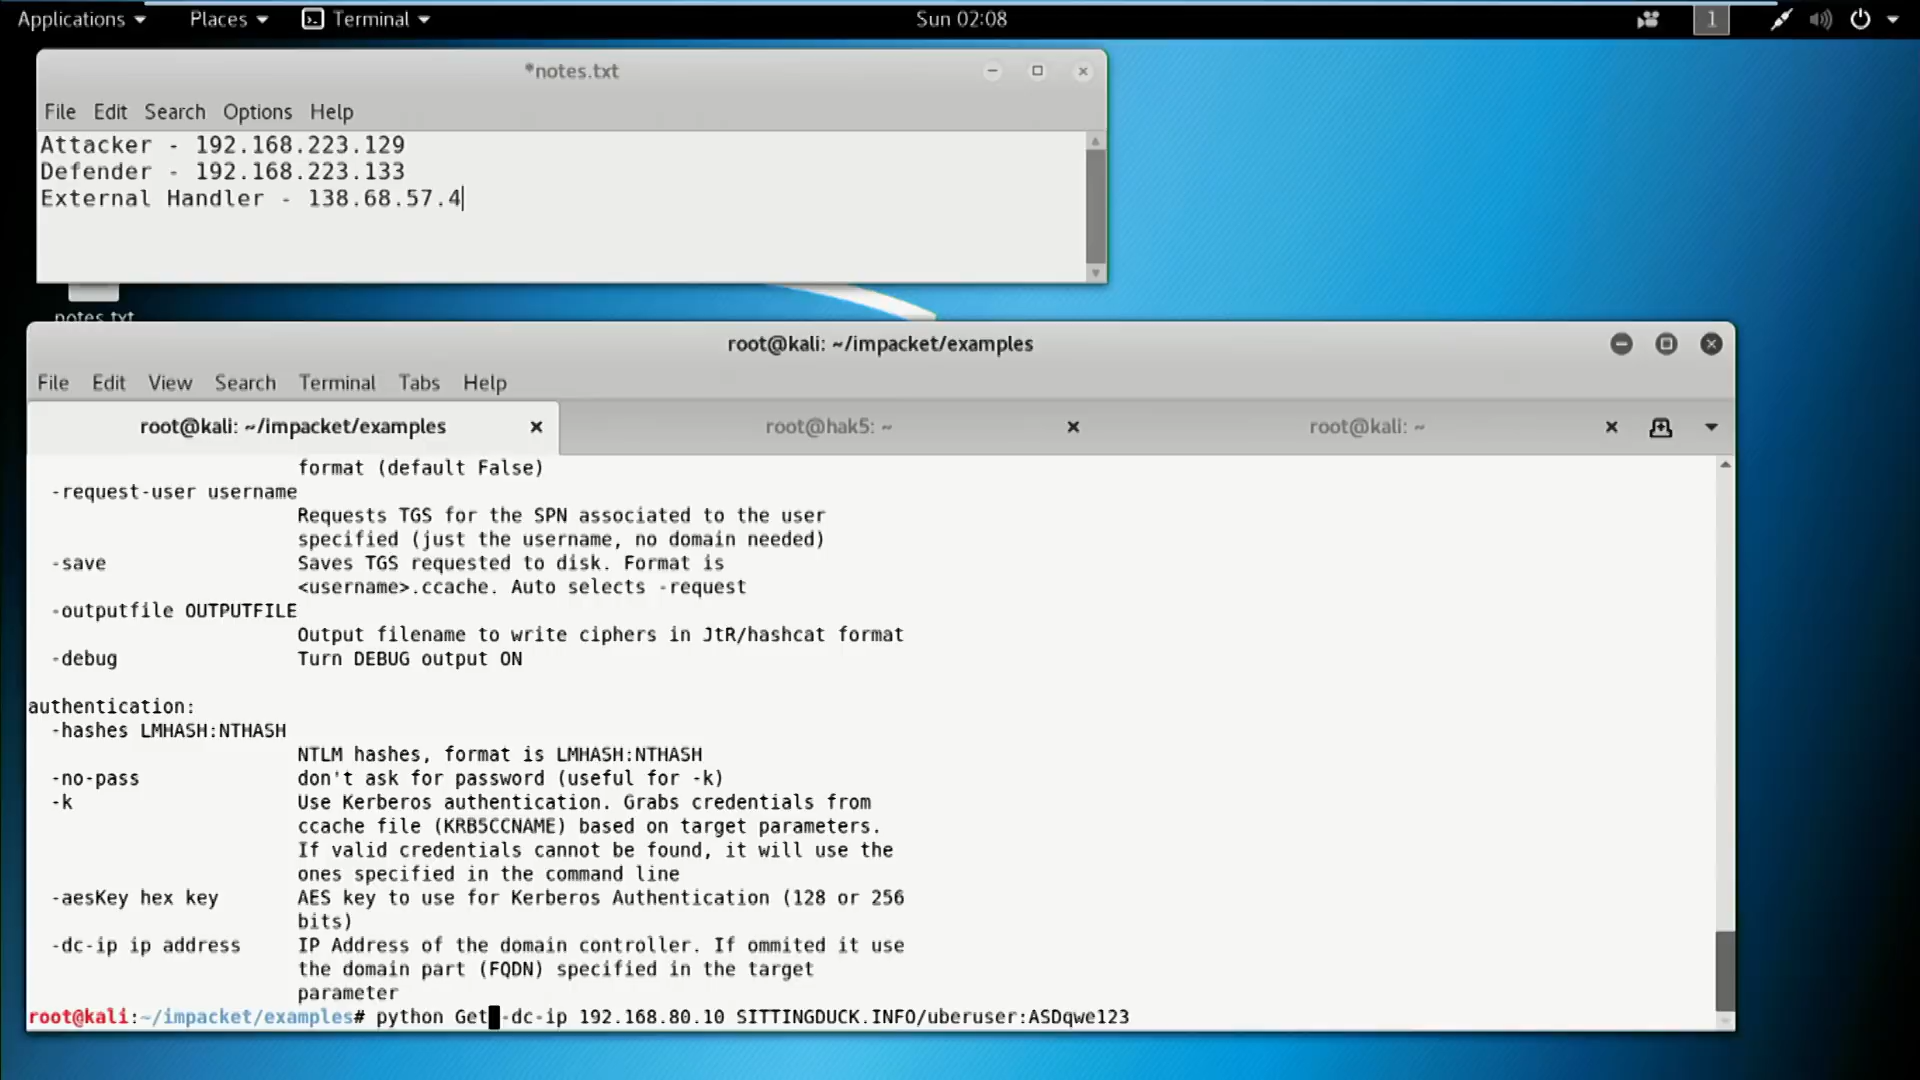 Applications Places Terminal Sun 02:08 1
*notes.txt
File Edit Search Options Help
Attacker - 192.168.223.129
Defender - 192.168.223.133
External Handler - 138.68.57.4
notes.txt
root@kali: ~/impacket/examples
File Edit View Search Terminal Tabs Help
root@kali: ~/impacket/examples root@hak5: ~ root@kali: ~
format (default False)
-request-user username
Requests TGS for the SPN associated to the user
specified (just the username, no domain needed)
-save Saves TGS requested to disk. Format is
<username>.ccache. Auto selects -request
-outputfile OUTPUTFILE
Output filename to write ciphers in JtR/hashcat format
-debug Turn DEBUG output ON
authentication:
-hashes LMHASH:NTHASH
NTLM hashes, format is LMHASH:NTHASH
-no-pass don't ask for password (useful for -k)
-k Use Kerberos authentication. Grabs credentials from
ccache file (KRB5CCNAME) based on target parameters.
If valid credentials cannot be found, it will use the
ones specified in the command line
-aesKey hex key AES key to use for Kerberos Authentication (128 or 256
bits)
-dc-ip ip address IP Address of the domain controller. If ommited it use
the domain part (FQDN) specified in the target
parameter
root@kali:~/impacket/examples# python Get -dc-ip 192.168.80.10 SITTINGDUCK.INFO/uberuser:ASDqwe123